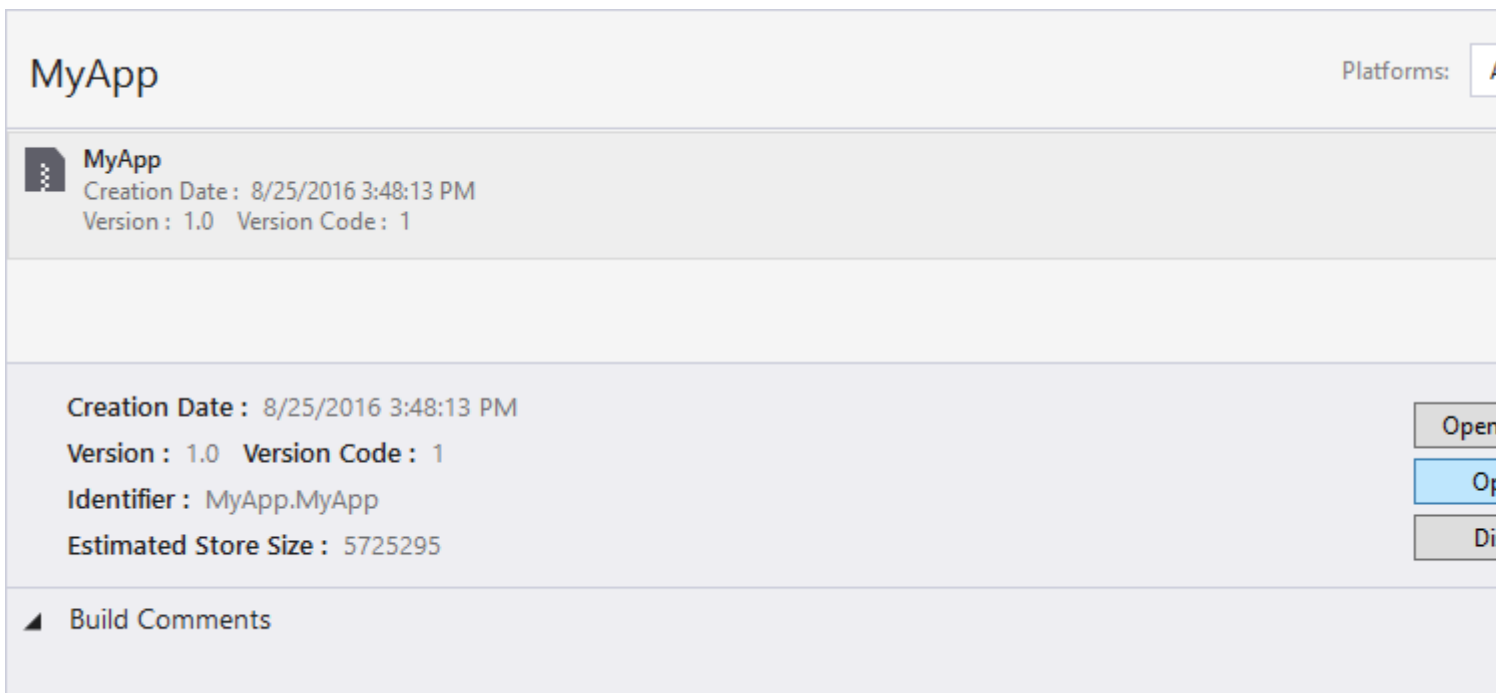 MyApp
Platforms:
MyApp
Creation Date : 8/25/2016 3:48:13 PM
Version : 1.0 Version Code : 1
Creation Date : 8/25/2016 3:48:13 PM
Version : 1.0 Version Code : 1
Identifier : MyApp.MyApp
Estimated Store Size : 5725295
Open
Build Comments